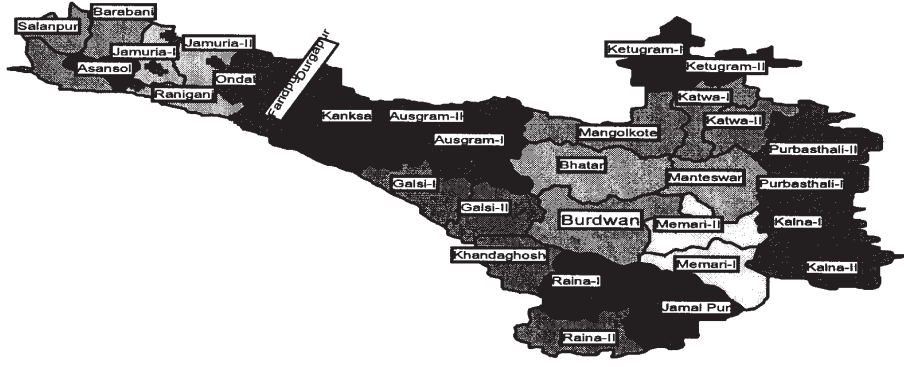 Barabani
Salanpur
Jamuria-II
Jamuria-I
Asansol
Ondal
Raniganj
Faridpur Durgapur
Kanksa
Ausgram-II
Ausgram-I
Ketugram-I
Ketugram-II
Katwa-I
Katwa-II
Mangolkote
Purbasthali-II
Bhatar
Manteswar
Purbasthali-I
Galsi-I
Galsi-II
Burdwan
Memari-II
Kalna-I
Khandaghosh
Memari-I
Kalna-II
Raina-I
Jamal Pur
Raina-II